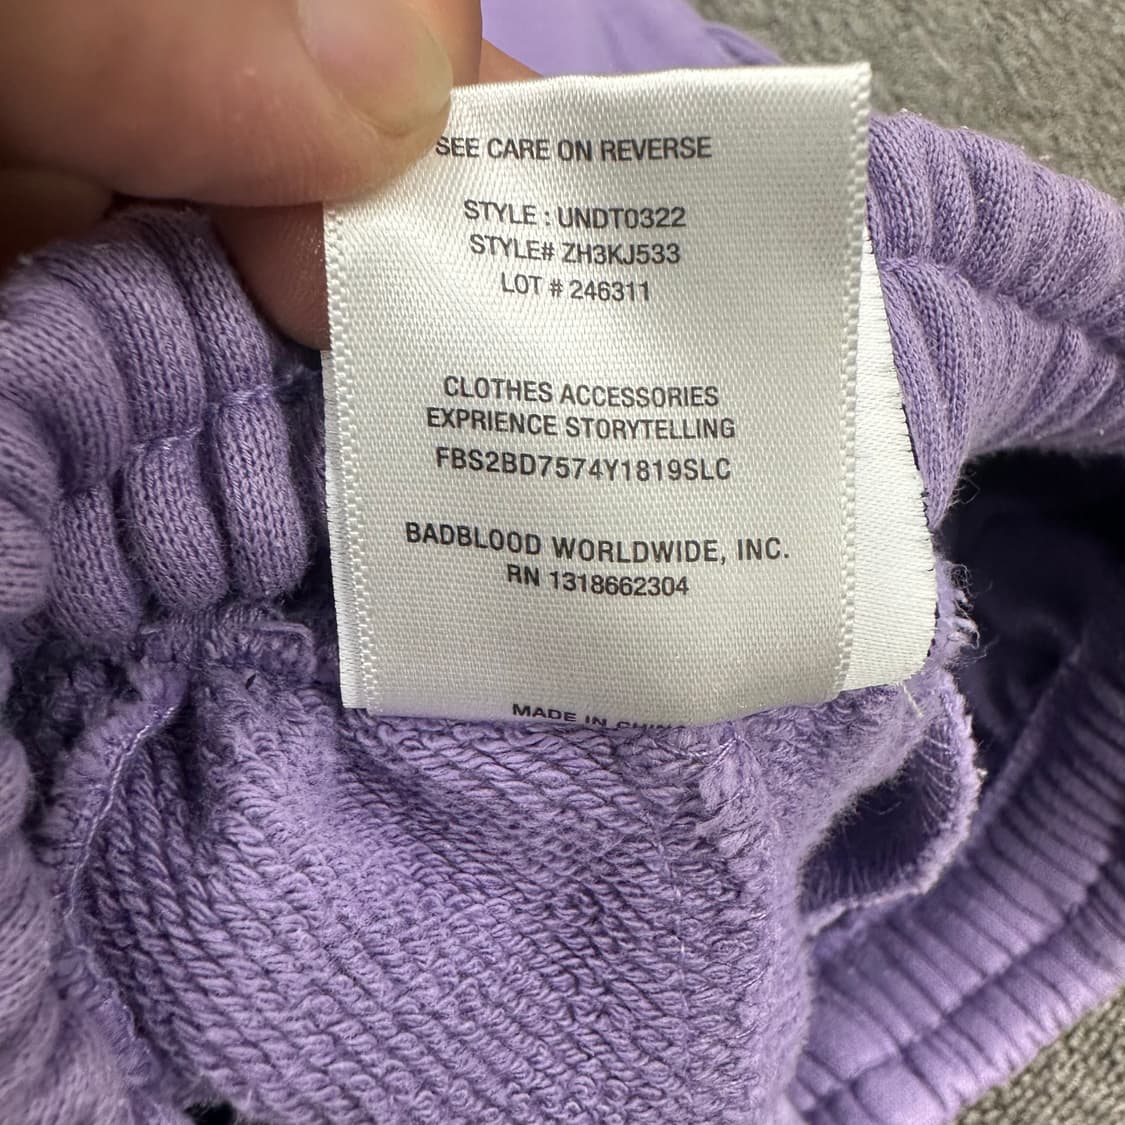 SEE CARE ON REVERSE
STYLE : UNDT0322
STYLE# ZH3KJ533
LOT # 246311
CLOTHES ACCESSORIES
EXPRIENCE STORYTELLING
FBS2BD7574Y1819SLC
BADBLOOD WORLDWIDE, INC.
RN 1318662304
MADE IN CHINA